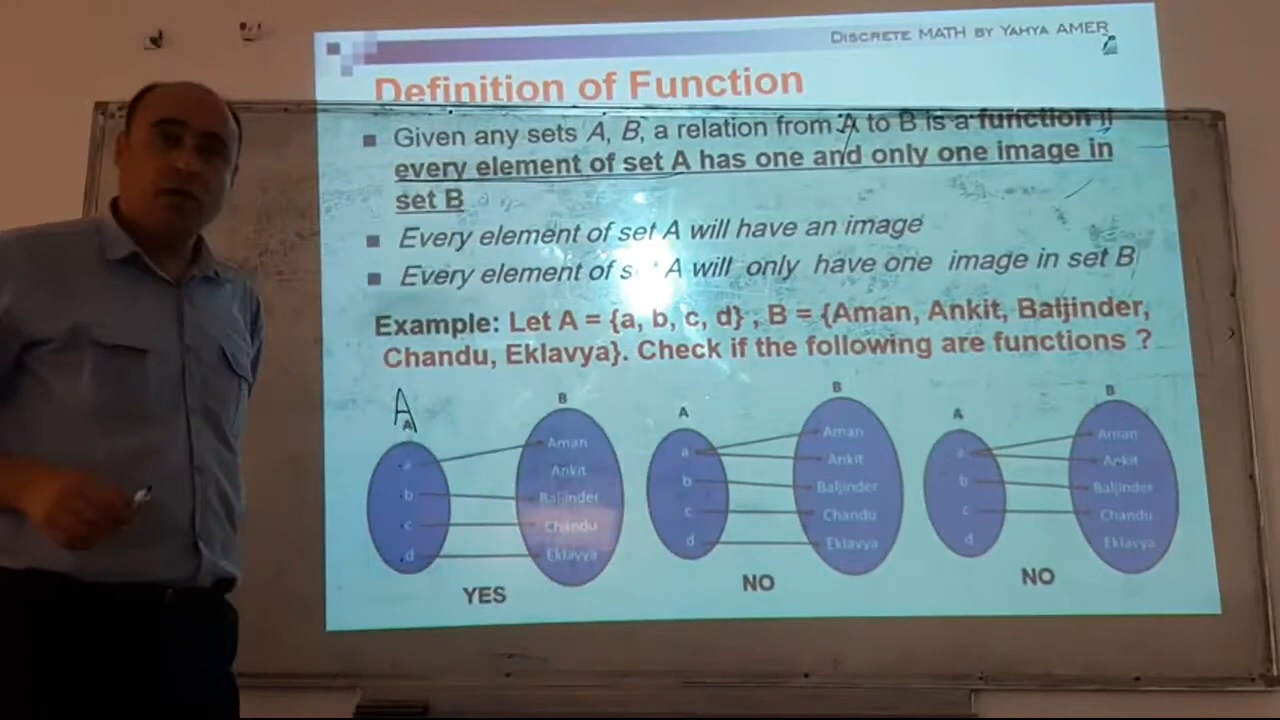 DISCRETE MATH BY YAHYA AMER
Definition of Function
Given any sets A, B, a relation from A to B is a function if
every element of set A has one and only one image in
set B
Every element of set A will have an image
Every element of set A will only have one image in set B
Example: Let A = {a, b, c, d} , B = {Aman, Ankit, Baljinder,
Chandu, Eklavya}. Check if the following are functions ?
A
A
B
a
b
c
d
Aman
Ankit
Baljinder
Chandu
Eklavya
YES
A
B
a
b
c
d
Aman
Ankit
Baljinder
Chandu
Eklavya
NO
A
B
a
b
c
d
Aman
Ankit
Baljinder
Chandu
Eklavya
NO